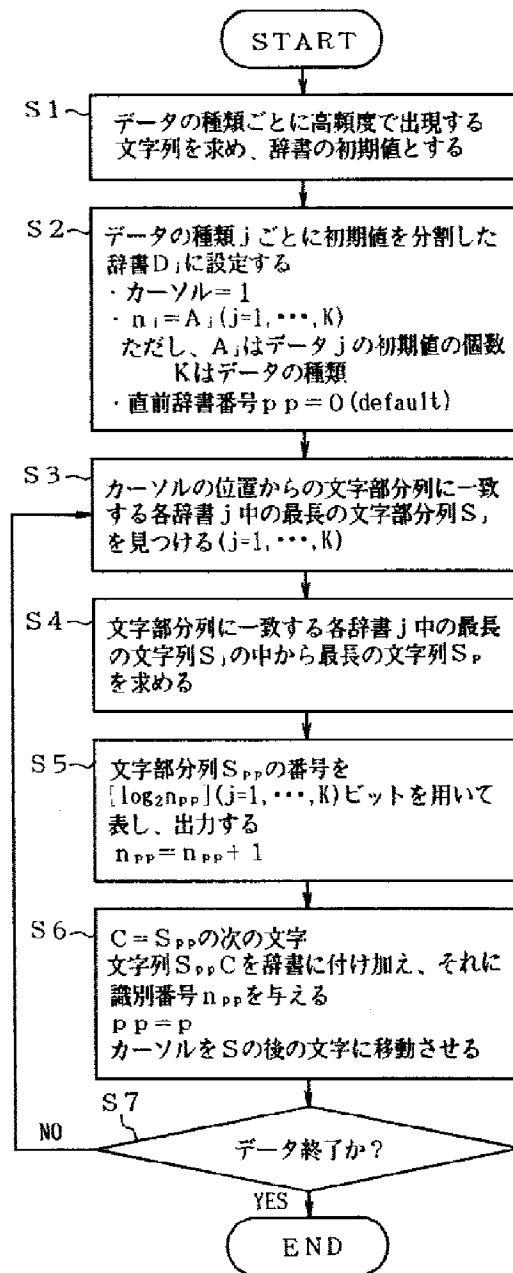 START
S1
データの種類ごとに高頻度で出現する
文字列を求め、辞書の初期値とする
S2
データの種類jごとに初期値を分割した
辞書Djに設定する
・カーソル=1
・nj=Aj(j=1,・・・,K)
ただし、Ajはデータjの初期値の個数
Kはデータの種類
・直前辞書番号pp=0(default)
S3
カーソルの位置からの文字部分列に一致
する各辞書j中の最長の文字部分列Sj
を見つける(j=1,・・・,K)
S4
文字部分列に一致する各辞書j中の最長
の文字列Sjの中から最長の文字列Sp
を求める
S5
文字部分列Sppの番号を
[log2npp](j=1,・・・,K)ビットを用いて
表し、出力する
npp=npp+1
S6
C=Sppの次の文字
文字列SppCを辞書に付け加え、それに
識別番号nppを与える
pp=p
カーソルをSの後の文字に移動させる
S7
NO
データ終了か?
YES
END